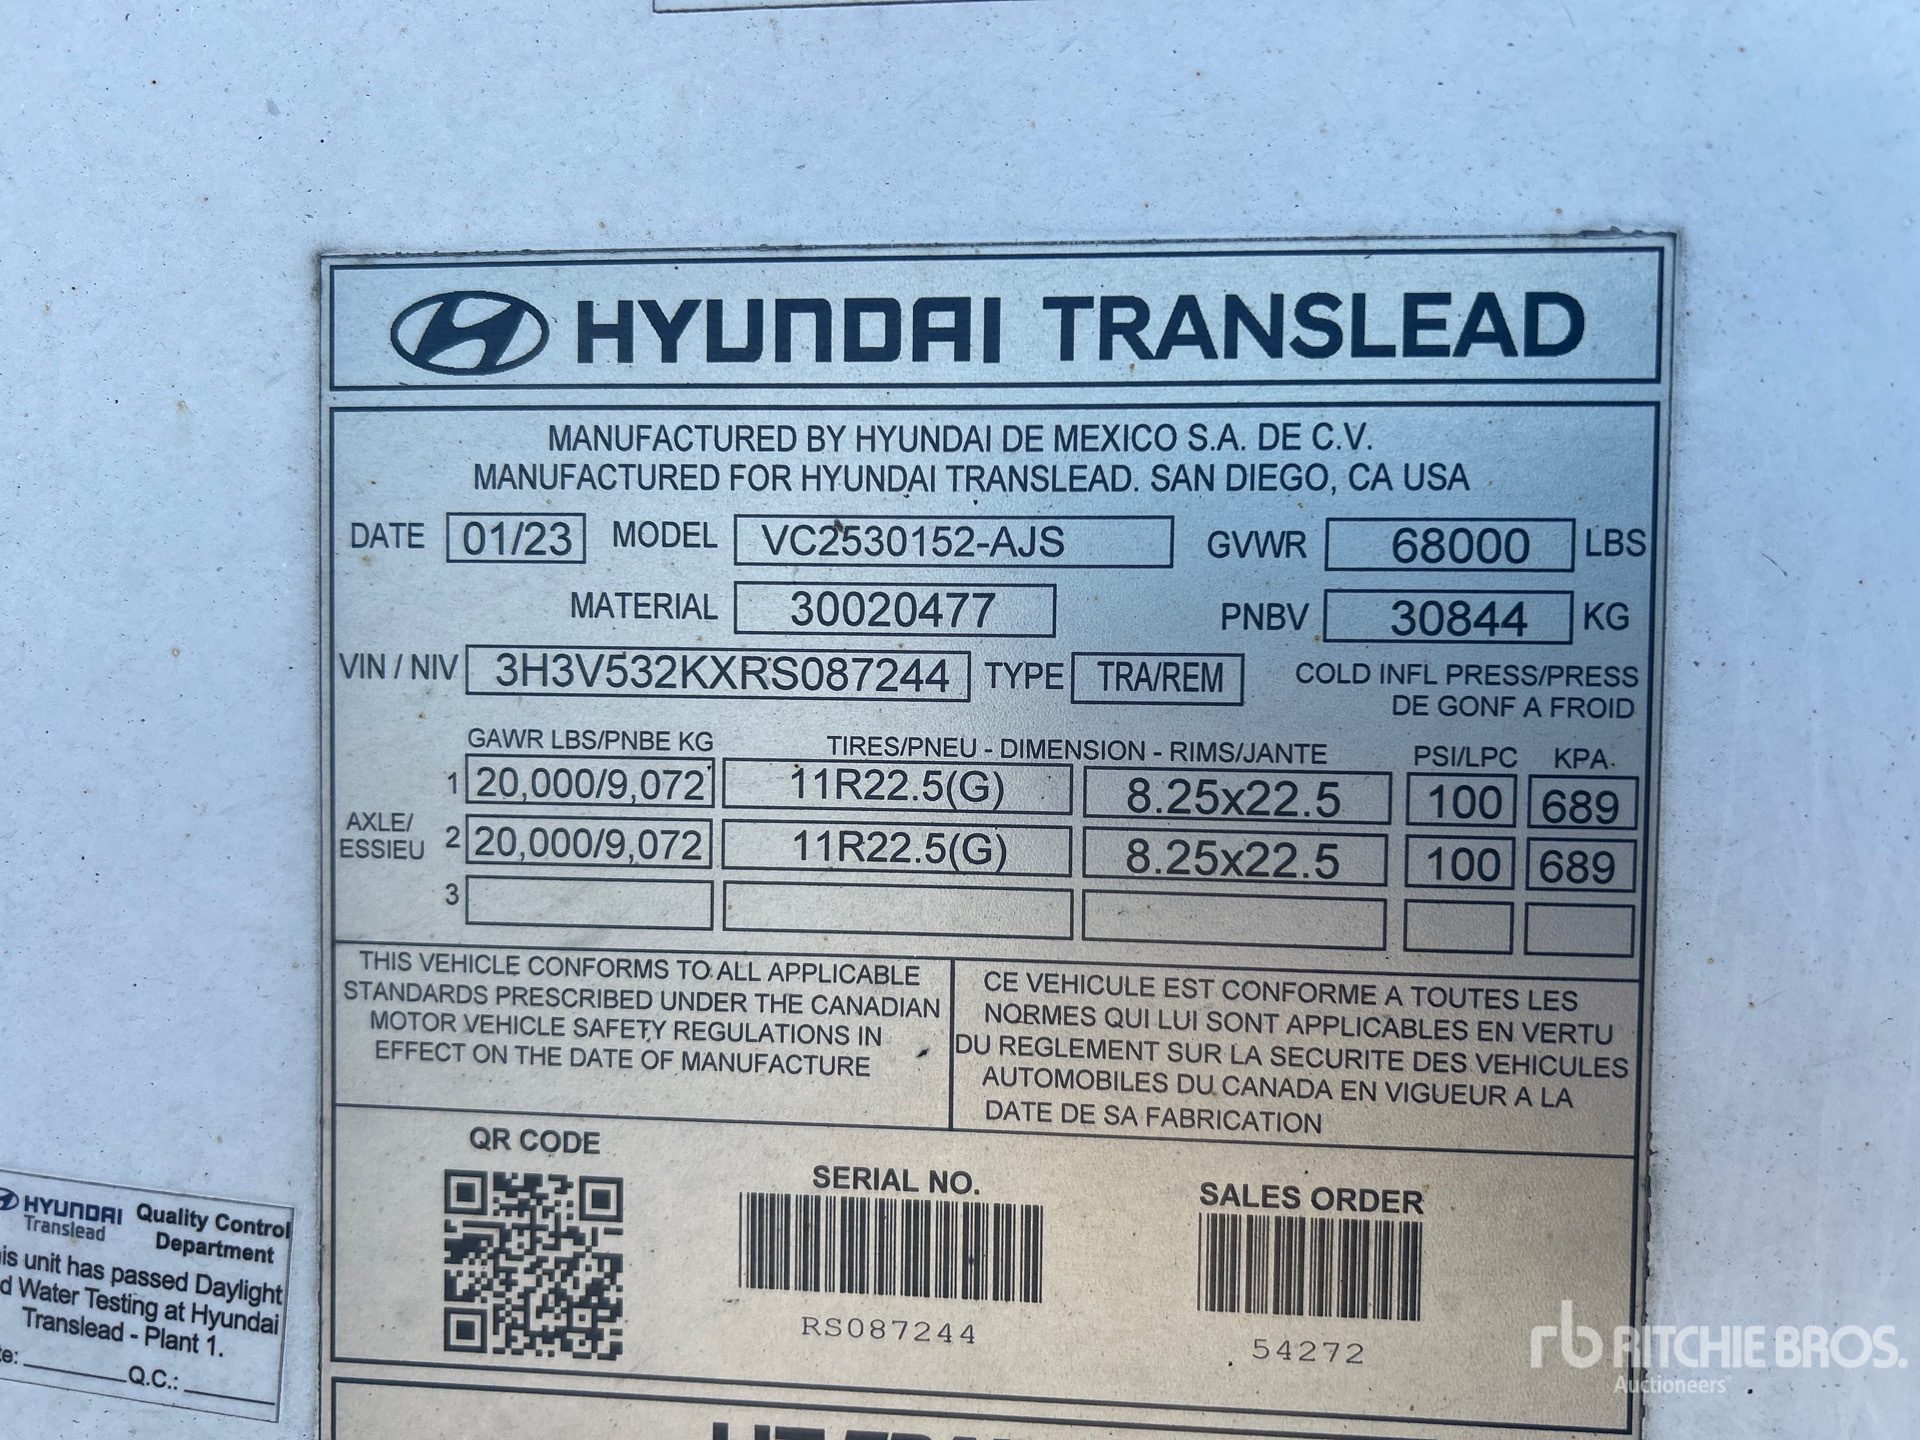 HYUNDAI TRANSLEAD
MANUFACTURED BY HYUNDAI DE MEXICO S.A. DE C.V.
MANUFACTURED FOR HYUNDAI TRANSLEAD. SAN DIEGO, CA USA
DATE 01/23 MODEL VC2530152-AJS GVWR 68000 LBS
MATERIAL 30020477 PNBV 30844 KG
VIN / NIV 3H3V532KXRS087244 TYPE TRA/REM COLD INFL PRESS/PRESS
DE GONF A FROID
GAWR LBS/PNBE KG TIRES/PNEU - DIMENSION - RIMS/JANTE PSI/LPC KPA
1 20,000/9,072 11R22.5(G) 8.25x22.5 100 689
AXLE/
ESSIEU
2 20,000/9,072 11R22.5(G) 8.25x22.5 100 689
3
THIS VEHICLE CONFORMS TO ALL APPLICABLE
STANDARDS PRESCRIBED UNDER THE CANADIAN
MOTOR VEHICLE SAFETY REGULATIONS IN
EFFECT ON THE DATE OF MANUFACTURE
CE VEHICULE EST CONFORME A TOUTES LES
NORMES QUI LUI SONT APPLICABLES EN VERTU
DU REGLEMENT SUR LA SECURITE DES VEHICULES
AUTOMOBILES DU CANADA EN VIGUEUR A LA
DATE DE SA FABRICATION
QR CODE
SERIAL NO.
RS087244
SALES ORDER
54272
HYUNDAI
Translead
Quality Control
Department
is unit has passed Daylight
d Water Testing at Hyundai
Translead - Plant 1.
te: Q.C.:
rb RITCHIE BROS.
Auctioneers